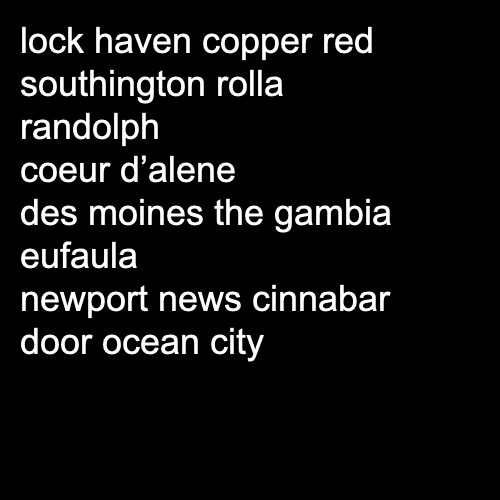 lock haven copper red
southington rolla
randolph
coeur d’alene
des moines the gambia
eufaula
newport news cinnabar
door ocean city